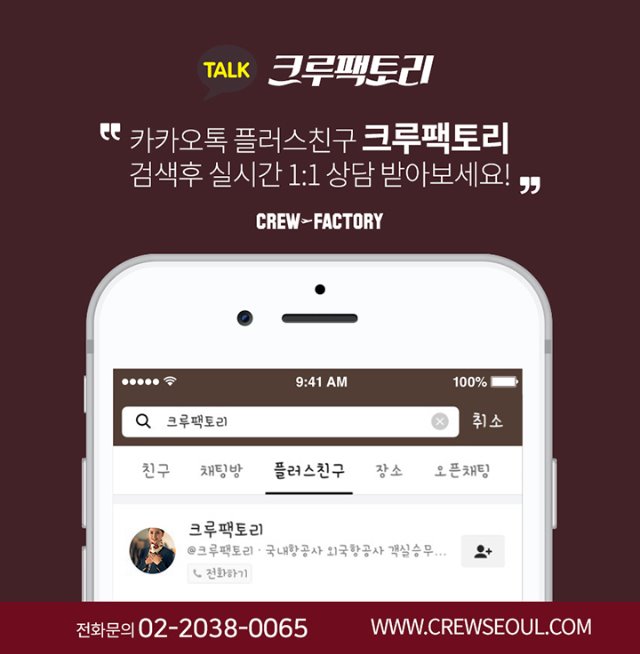 TALK 크루팩토리
“ 카카오톡 플러스친구 크루팩토리
검색후 실시간 1:1 상담 받아보세요! ”
CREW FACTORY
9:41 AM 100%
크루팩토리 취소
친구 채팅방 플러스친구 장소 오픈채팅
크루팩토리
@크루팩토리 · 국내항공사 외국항공사 객실승무...
전화하기
전화문의 02-2038-0065 WWW.CREWSEOUL.COM